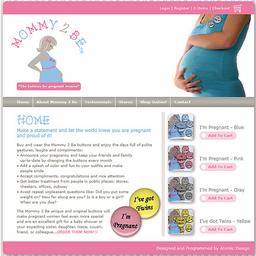 Login | Register | 0 Items | Checkout
MOMMY 2 BE
"The buttons for pregnant moms!"
Home
About Mommy 2 Be
Testimonials
News
Shop Online!
Contact
HOME
Make a statement and let the world know you are pregnant
and proud of it!
Buy and wear the Mommy 2 Be buttons and enjoy the days full of polite
gestures, laughs and compliments:
Announce your pregnancy and keep your friends and family
up-to-date by changing the buttons every month
Add a splash of color and fun to your outfits and make
people smile
Accept compliments, congratulations and nice attention
Get better treatment from people in public places: stores,
theaters, offices, subway
Avoid repeat unpleasant questions like: Did you put some
weight on? How far along are you? Is it a boy or a girl?
When are you due?
The Mommy 2 Be unique and original buttons will
make pregnant women feel even more special
and are an excellent gift for a baby shower or
any expecting sister, daughter, niece, cousin,
friend, or colleague...ORDER THEM NOW!!!
I've got
Twins
I'm
Pregnant
I'm Pregnant - Blue
Add To Cart
I'm Pregnant - Pink
Add To Cart
I'm Pregnant - Gray
Add To Cart
I've Got Twins - Yellow
Add To Cart
Designed and Programmed by Atomic Design